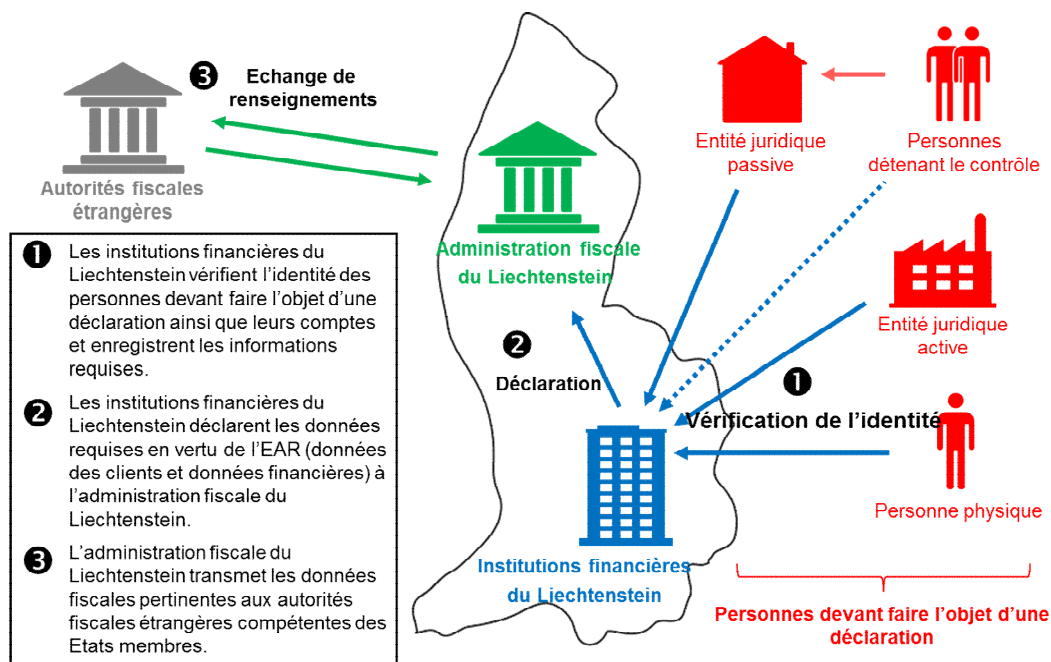 ❸
Echange de
renseignements
Autorités fiscales
étrangères
Administration fiscale
du Liechtenstein
Entité juridique
passive
Personnes
détenant le contrôle
Entité juridique
active
❶
Vérification de l’identité
Personne physique
Personnes devant faire l’objet d’une
déclaration
❷
Déclaration
Institutions financières
du Liechtenstein
❶ Les institutions financières du
Liechtenstein vérifient l’identité des
personnes devant faire l’objet d’une
déclaration ainsi que leurs comptes
et enregistrent les informations
requises.
❷ Les institutions financières du
Liechtenstein déclarent les données
requises en vertu de l’EAR (données
des clients et données financières) à
l’administration fiscale du
Liechtenstein.
❸ L’administration fiscale du
Liechtenstein transmet les données
fiscales pertinentes aux autorités
fiscales étrangères compétentes des
Etats membres.